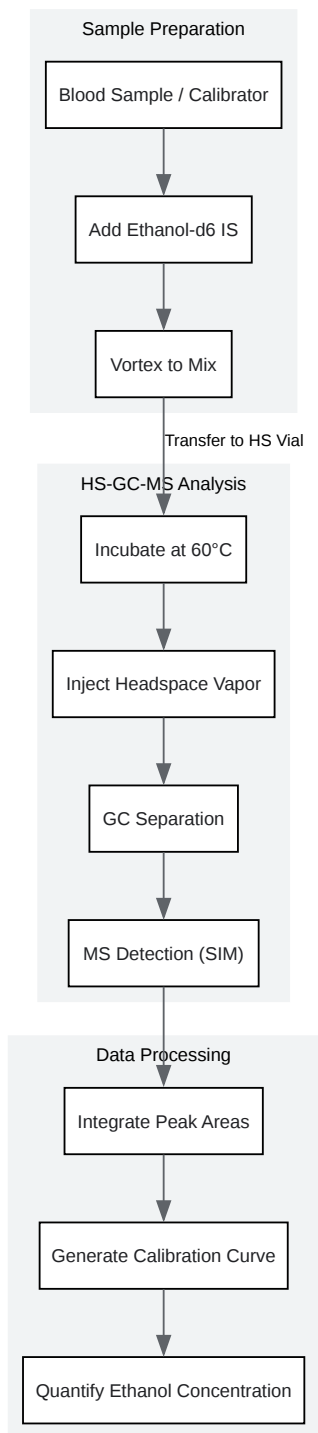 Sample Preparation
Blood Sample / Calibrator
Add Ethanol-d6 IS
Vortex to Mix
Transfer to HS Vial
HS-GC-MS Analysis
Incubate at 60°C
Inject Headspace Vapor
GC Separation
MS Detection (SIM)
Data Processing
Integrate Peak Areas
Generate Calibration Curve
Quantify Ethanol Concentration